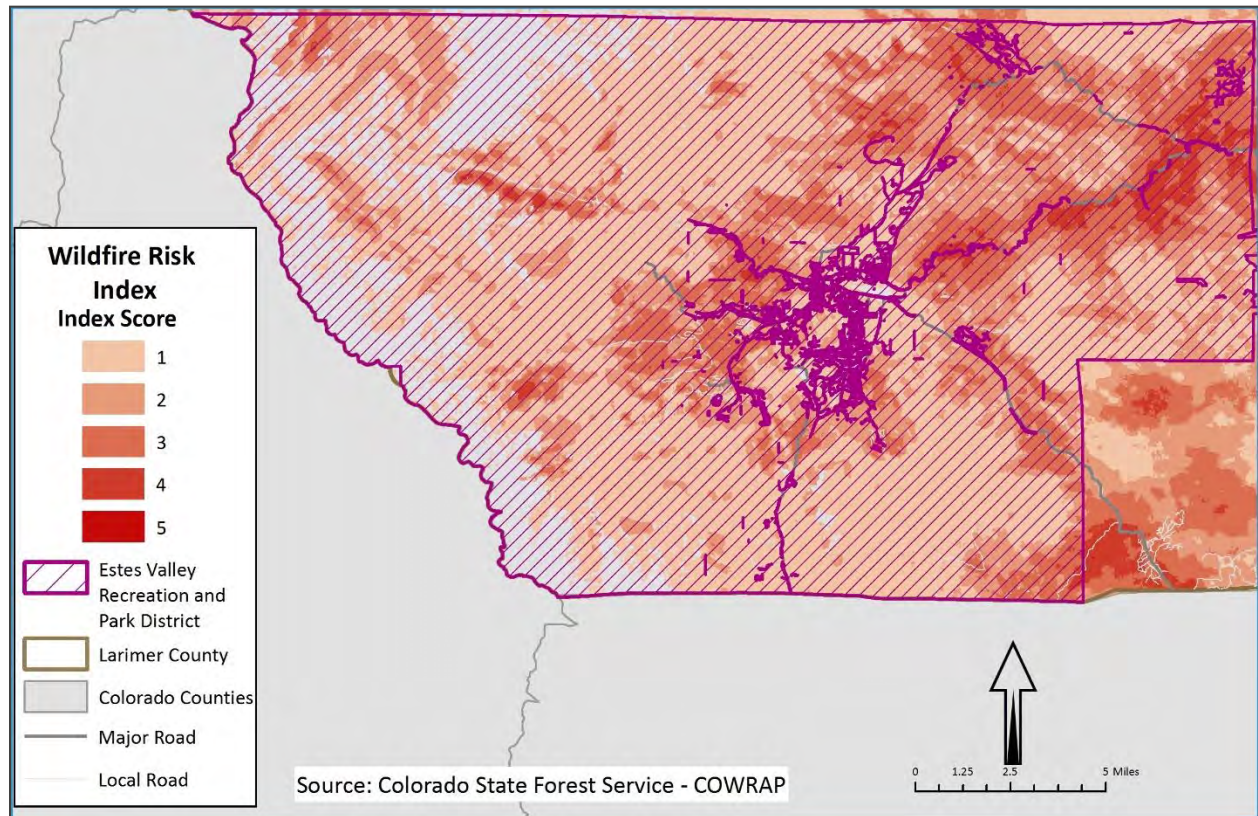 Wildfire Risk
Index
Index Score
1
2
3
4
5
Estes Valley
Recreation and
Park District
Larimer County
Colorado Counties
Major Road
Local Road
Source: Colorado State Forest Service - COWRAP
0 1.25 2.5 5 Miles